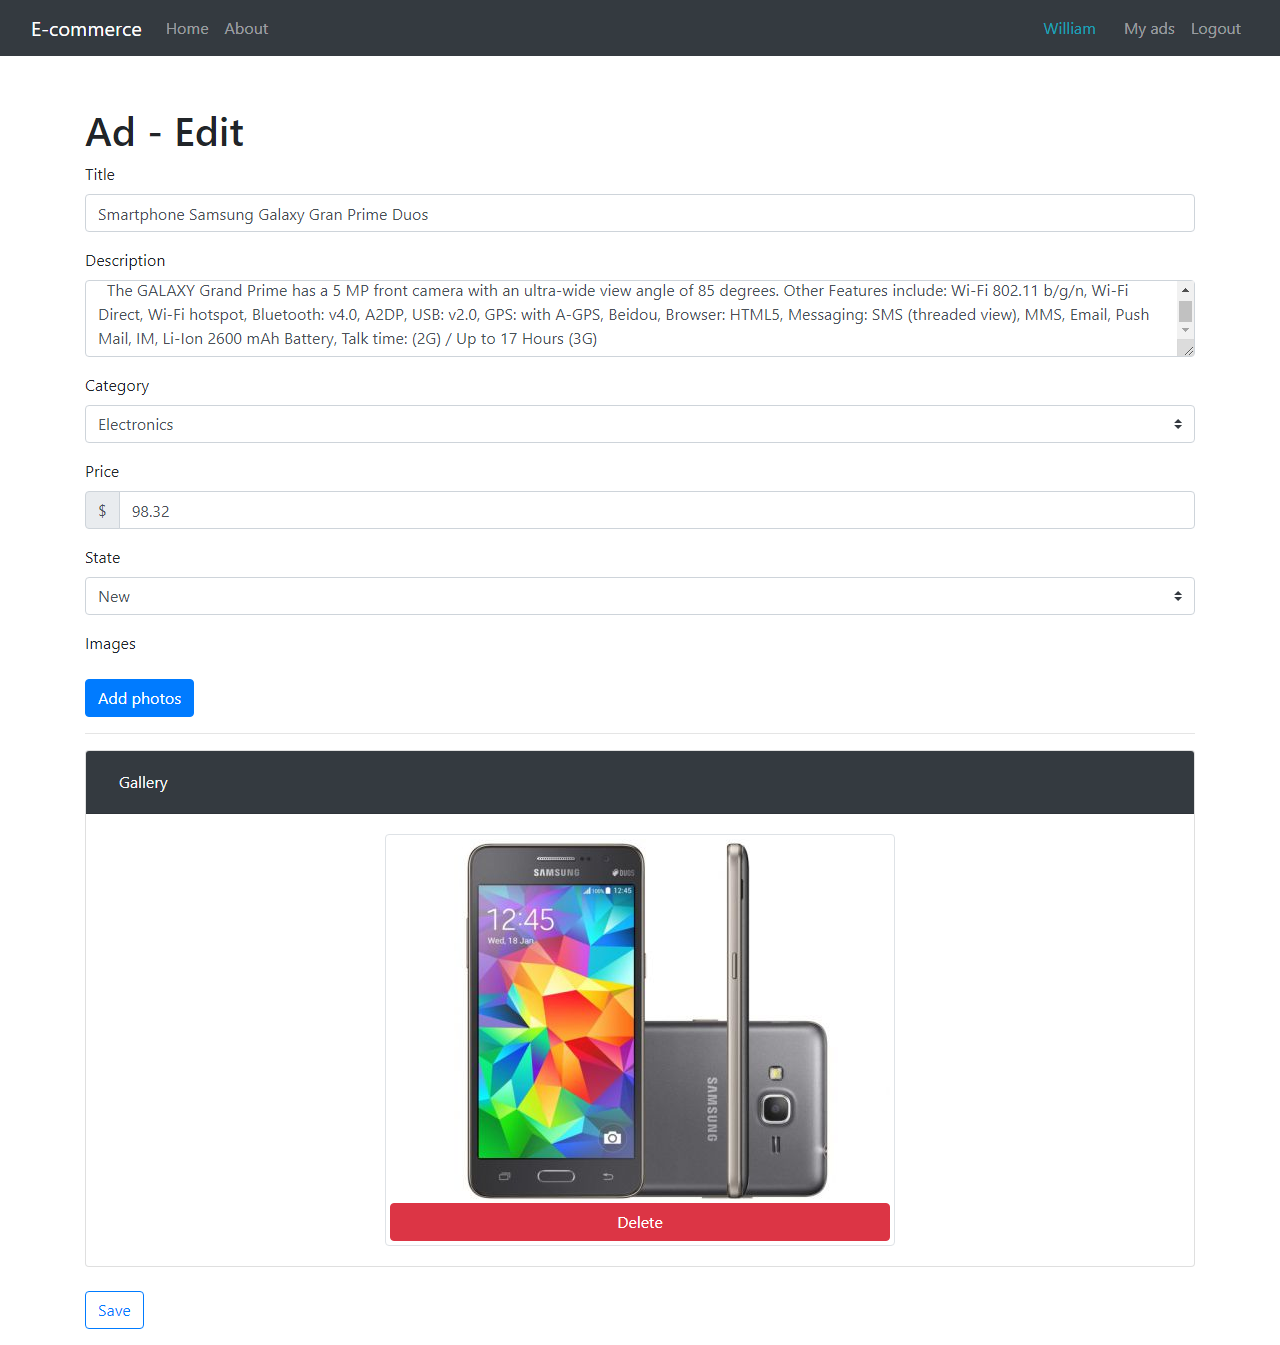 E-commerce Home About William My ads Logout
Ad - Edit
Title
Smartphone Samsung Galaxy Gran Prime Duos
Description
The GALAXY Grand Prime has a 5 MP front camera with an ultra-wide view angle of 85 degrees. Other Features include: Wi-Fi 802.11 b/g/n, Wi-Fi
Direct, Wi-Fi hotspot, Bluetooth: v4.0, A2DP, USB: v2.0, GPS: with A-GPS, Beidou, Browser: HTML5, Messaging: SMS (threaded view), MMS, Email, Push
Mail, IM, Li-Ion 2600 mAh Battery, Talk time: (2G) / Up to 17 Hours (3G)
Category
Electronics
Price
$ 98.32
State
New
Images
Add photos
Gallery
SAMSUNG DUOS
100% 12:45
12:45
Wed, 18 Jan
SAMSUNG
Delete
Save